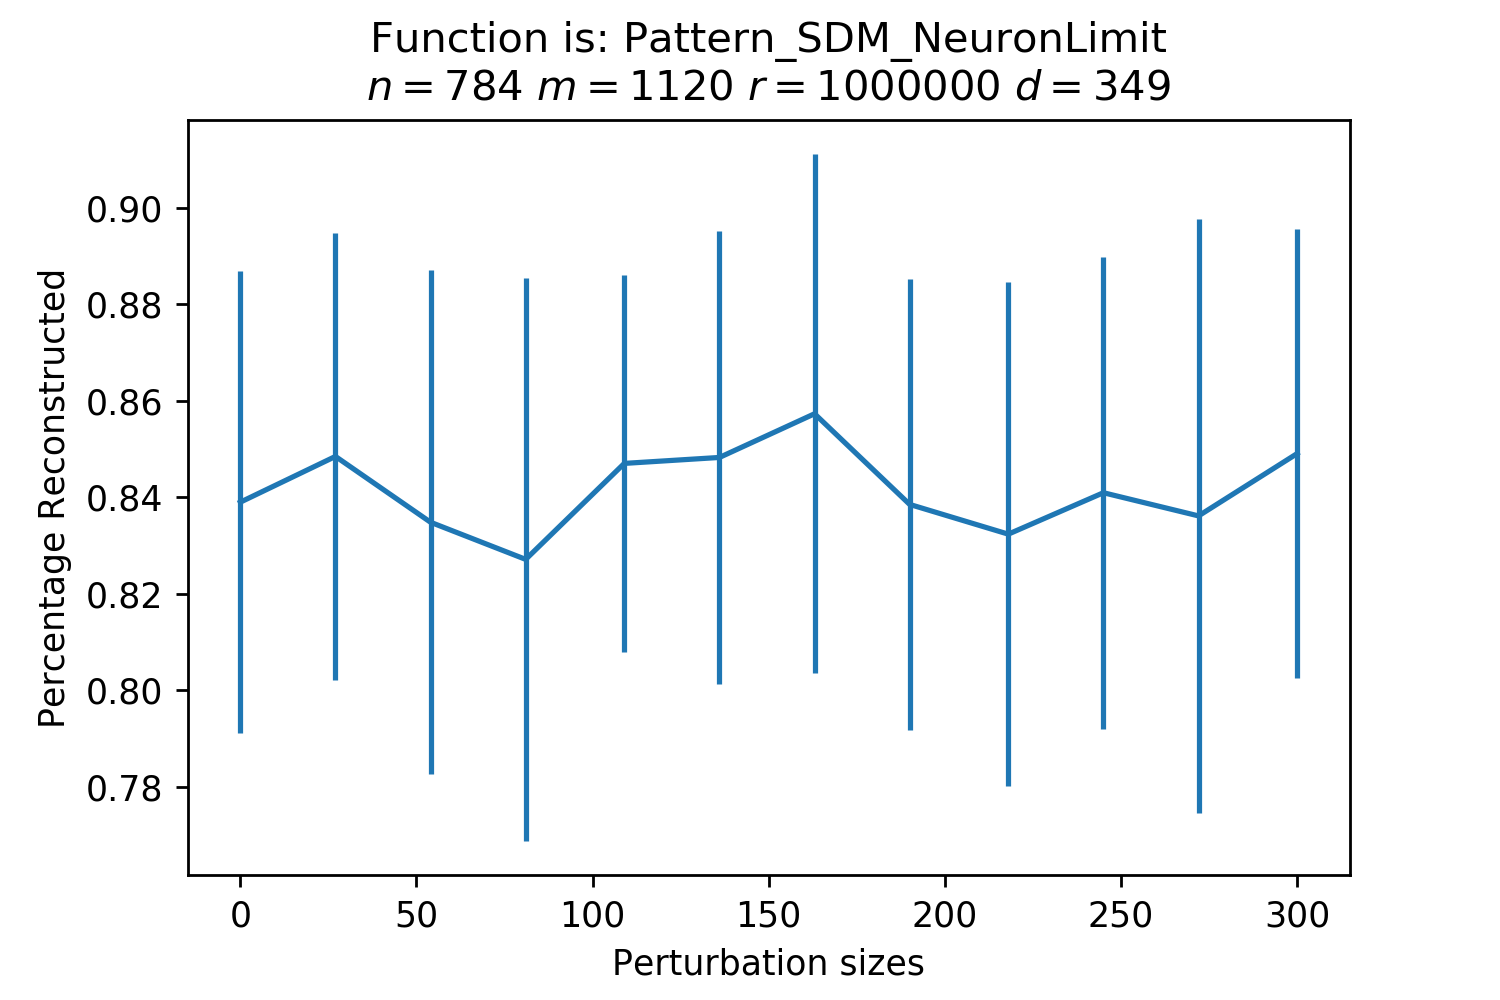 Function is: Pattern_SDM_NeuronLimit
n = 784 m = 1120 r = 1000000 d = 349
Percentage Reconstructed
0.90
0.88
0.86
0.84
0.82
0.80
0.78
0 50 100 150 200 250 300
Perturbation sizes